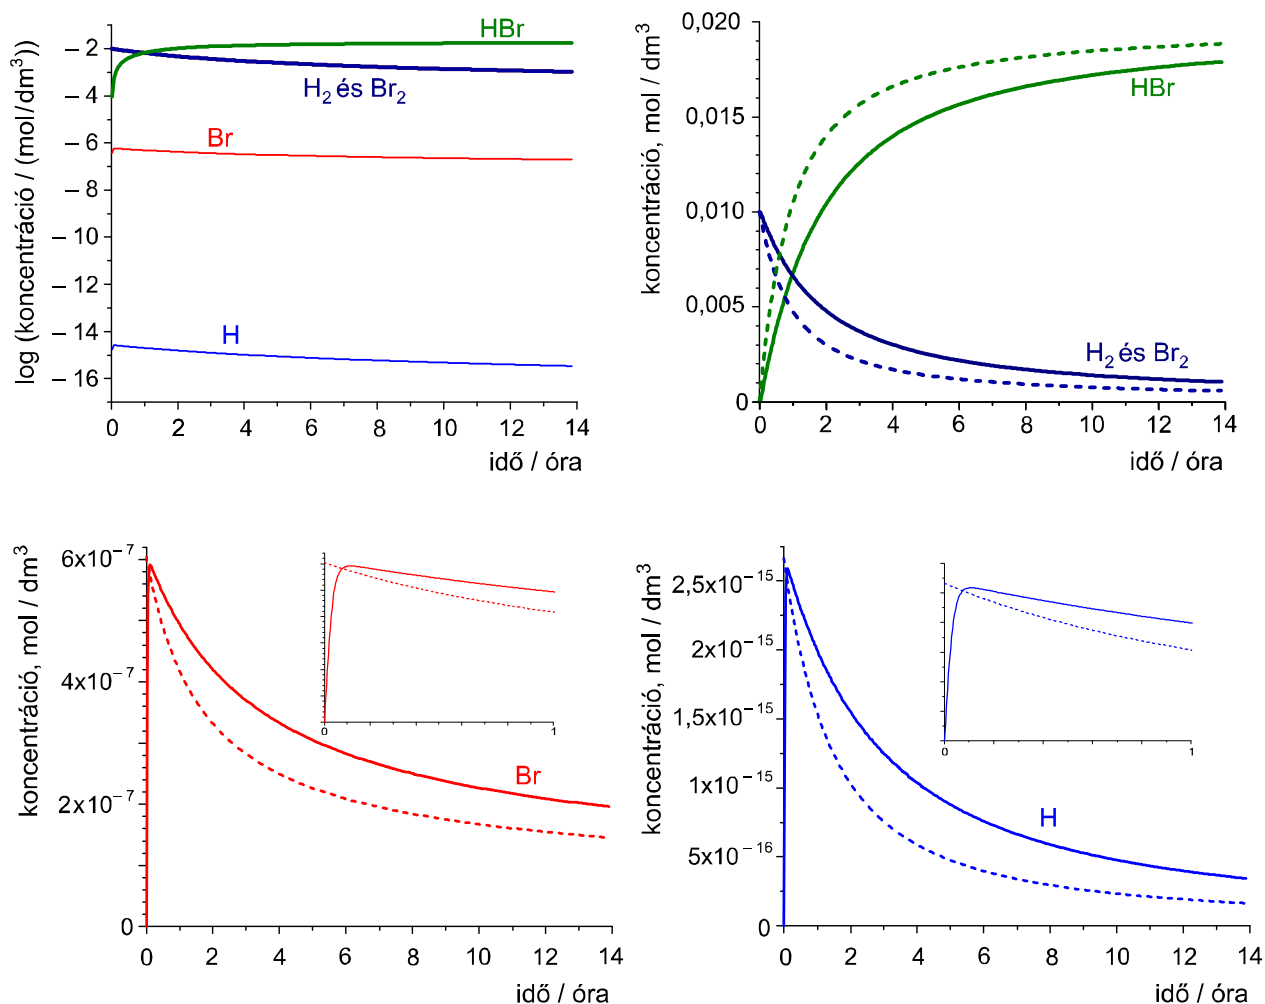 log (koncentráció / (mol/dm³))
− 2
− 4
− 6
− 8
− 10
− 12
− 14
− 16
HBr
H₂ és Br₂
Br
H
0 2 4 6 8 10 12 14
idő / óra
koncentráció, mol / dm³
0,020
0,015
0,010
0,005
0
HBr
H₂ és Br₂
0 2 4 6 8 10 12 14
idő / óra
koncentráció, mol / dm³
6x10⁻⁷
4x10⁻⁷
2x10⁻⁷
0
0 1
Br
0 2 4 6 8 10 12 14
idő / óra
koncentráció, mol / dm³
2,5x10⁻¹⁵
2x10⁻¹⁵
1,5x10⁻¹⁵
1x10⁻¹⁵
5x10⁻¹⁶
0
0 1
H
0 2 4 6 8 10 12 14
idő / óra